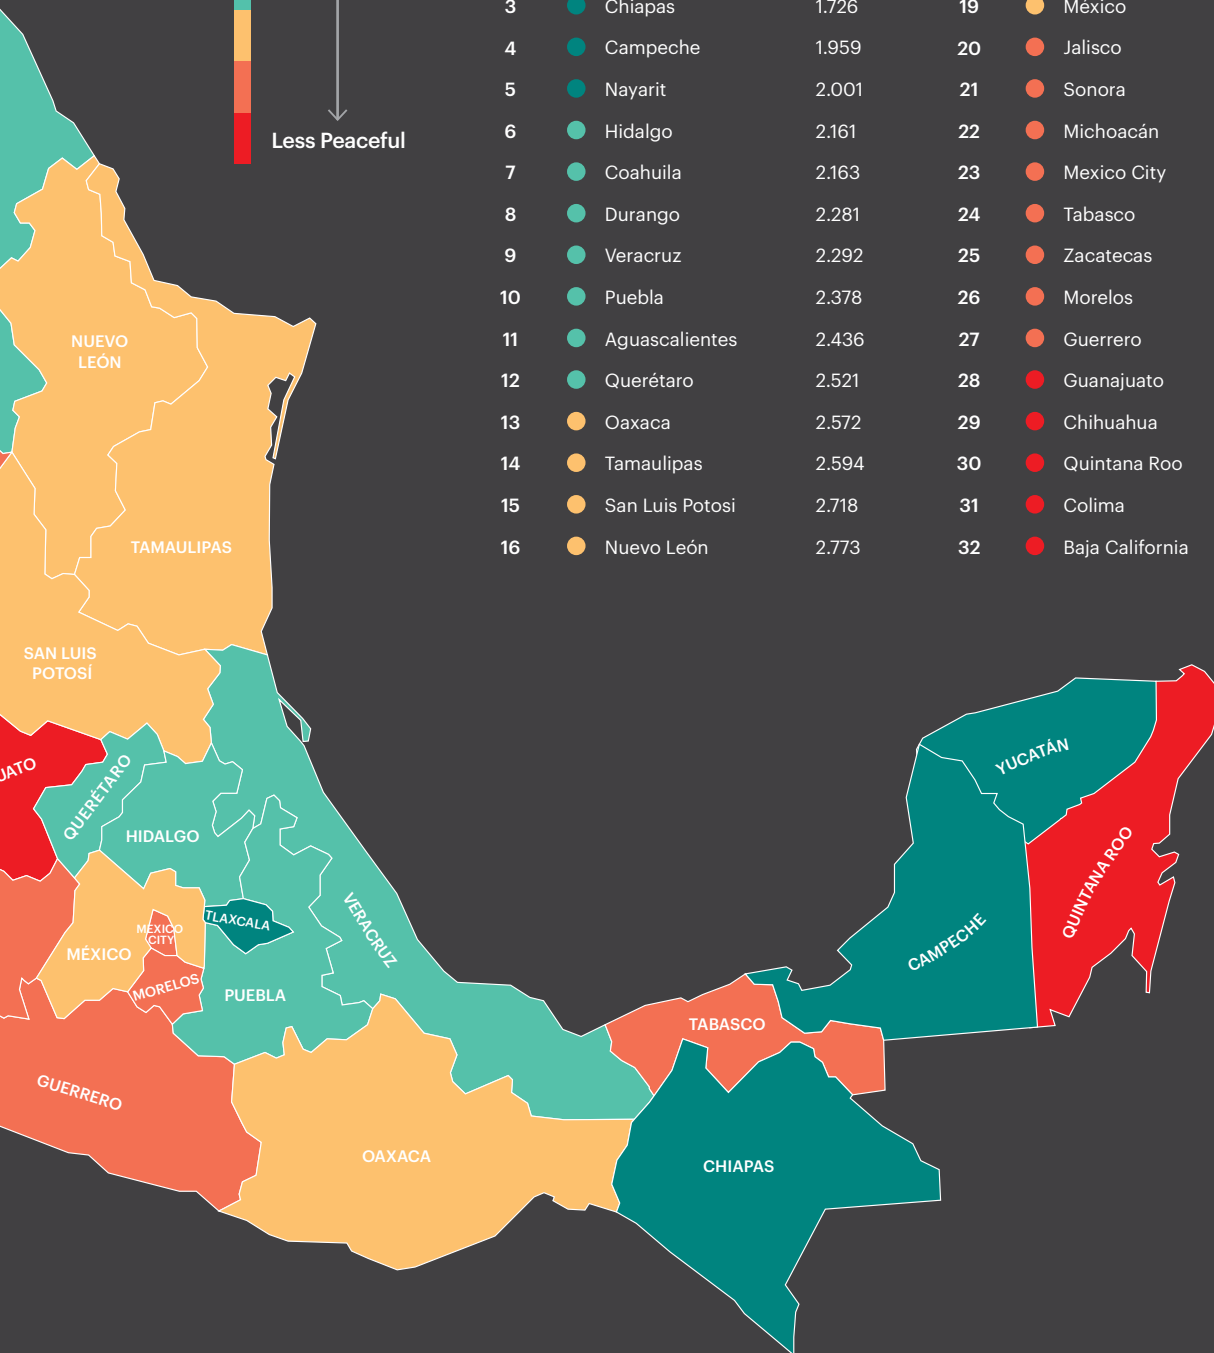 3 Chiapas 1.726 19 México
4 Campeche 1.959 20 Jalisco
5 Nayarit 2.001 21 Sonora
6 Hidalgo 2.161 22 Michoacán
7 Coahuila 2.163 23 Mexico City
8 Durango 2.281 24 Tabasco
9 Veracruz 2.292 25 Zacatecas
10 Puebla 2.378 26 Morelos
11 Aguascalientes 2.436 27 Guerrero
12 Querétaro 2.521 28 Guanajuato
13 Oaxaca 2.572 29 Chihuahua
14 Tamaulipas 2.594 30 Quintana Roo
15 San Luis Potosi 2.718 31 Colima
16 Nuevo León 2.773 32 Baja California
Less Peaceful
NUEVO
LEÓN
TAMAULIPAS
SAN LUIS
POTOSÍ
UATO
QUERÉTARO
HIDALGO
YUCATÁN
QUINTANA ROO
TLAXCALA
VERACRUZ
MÉXICO
CITY
MÉXICO
CAMPECHE
MORELOS
PUEBLA
TABASCO
GUERRERO
OAXACA
CHIAPAS